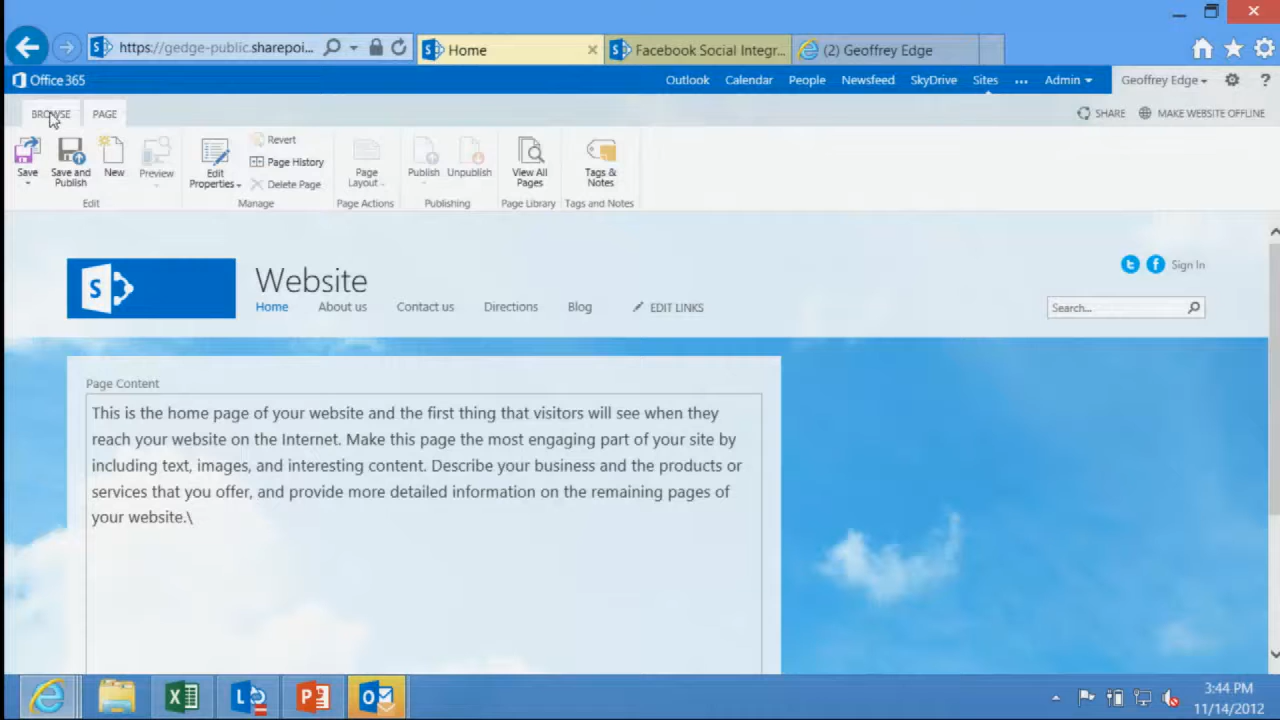 https://gedge-public.sharepoi...
Home
Facebook Social Integr...
(2) Geoffrey Edge
Office 365
Outlook
Calendar
People
Newsfeed
SkyDrive
Sites
...
Admin
Geoffrey Edge
?
BROWSE
PAGE
SHARE
MAKE WEBSITE OFFLINE
Save
Save and Publish
New
Preview
Edit Properties
Revert
Page History
Delete Page
Page Layout
Publish
Unpublish
View All Pages
Tags & Notes
Edit
Manage
Page Actions
Publishing
Page Library
Tags and Notes
Website
Sign In
Home
About us
Contact us
Directions
Blog
EDIT LINKS
Search...
Page Content
This is the home page of your website and the first thing that visitors will see when they
reach your website on the Internet. Make this page the most engaging part of your site by
including text, images, and interesting content. Describe your business and the products or
services that you offer, and provide more detailed information on the remaining pages of
your website.\
3:44 PM
11/14/2012